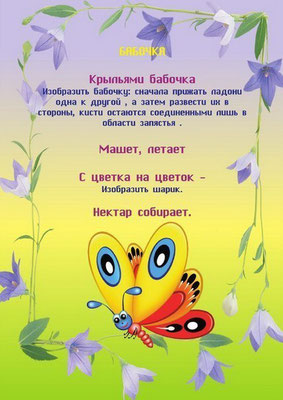 БАБОЧКА
Крыльями бабочка
Изобразить бабочку: сначала прижать ладони
одна к другой , а затем развести их в
стороны, кисти остаются соединенными лишь в
области запястья .
Машет, летает
С цветка на цветок –
Изобразить шарик.
Нектар собирает.